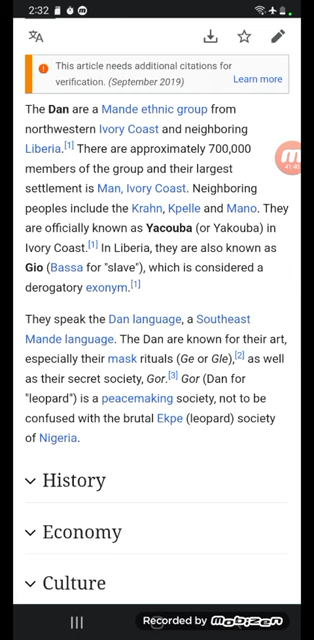 2:32
文A
This article needs additional citations for
verification. (September 2019)
Learn more
The Dan are a Mande ethnic group from
northwestern Ivory Coast and neighboring
Liberia.[1] There are approximately 700,000
members of the group and their largest
settlement is Man, Ivory Coast. Neighboring
peoples include the Krahn, Kpelle and Mano. They
are officially known as Yacouba (or Yakouba) in
Ivory Coast.[1] In Liberia, they are also known as
Gio (Bassa for "slave"), which is considered a
derogatory exonym.[1]
They speak the Dan language, a Southeast
Mande language. The Dan are known for their art,
especially their mask rituals (Ge or Gle),[2] as well
as their secret society, Gor.[3] Gor (Dan for
"leopard") is a peacemaking society, not to be
confused with the brutal Ekpe (leopard) society
of Nigeria.
History
Economy
Culture
Recorded by mobizen